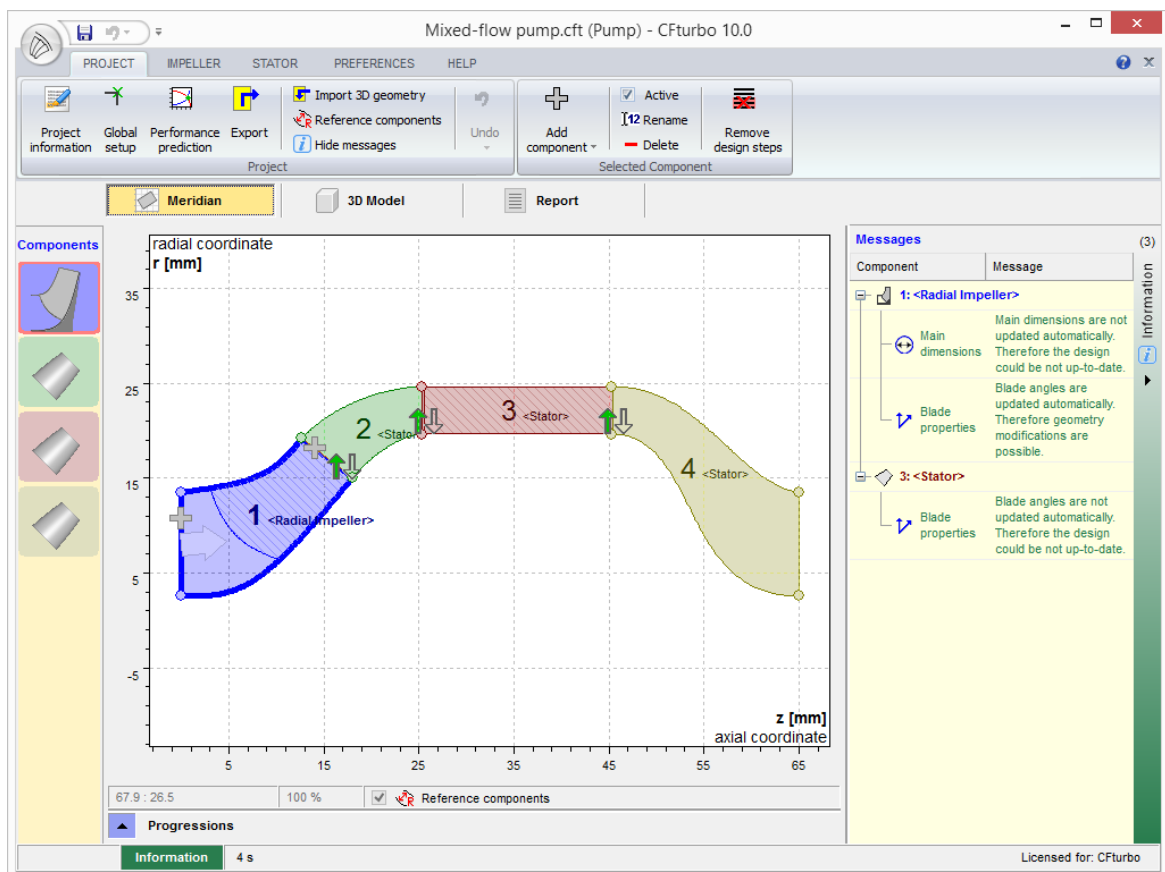 Mixed-flow pump.cft (Pump) - CFturbo 10.0
PROJECT IMPELLER STATOR PREFERENCES HELP
Project information
Global setup
Performance prediction
Export
Import 3D geometry
Reference components
Hide messages
Undo
Project
Add component
Active
I12 Rename
Delete
Remove design steps
Selected Component
Meridian 3D Model Report
Components
radial coordinate
r [mm]
35
25
15
5
-5
1 <Radial Impeller>
2 <Stator>
3 <Stator>
4 <Stator>
z [mm]
axial coordinate
5 15 25 35 45 55 65
67.9 : 26.5 100 % Reference components
Progressions
Messages (3)
Component Message
Information
1: <Radial Impeller>
Main dimensions
Main dimensions are not
updated automatically.
Therefore the design
could be not up-to-date.
Blade properties
Blade angles are
updated automatically.
Therefore geometry
modifications are
possible.
3: <Stator>
Blade properties
Blade angles are not
updated automatically.
Therefore the design
could be not up-to-date.
Information 4 s Licensed for: CFturbo